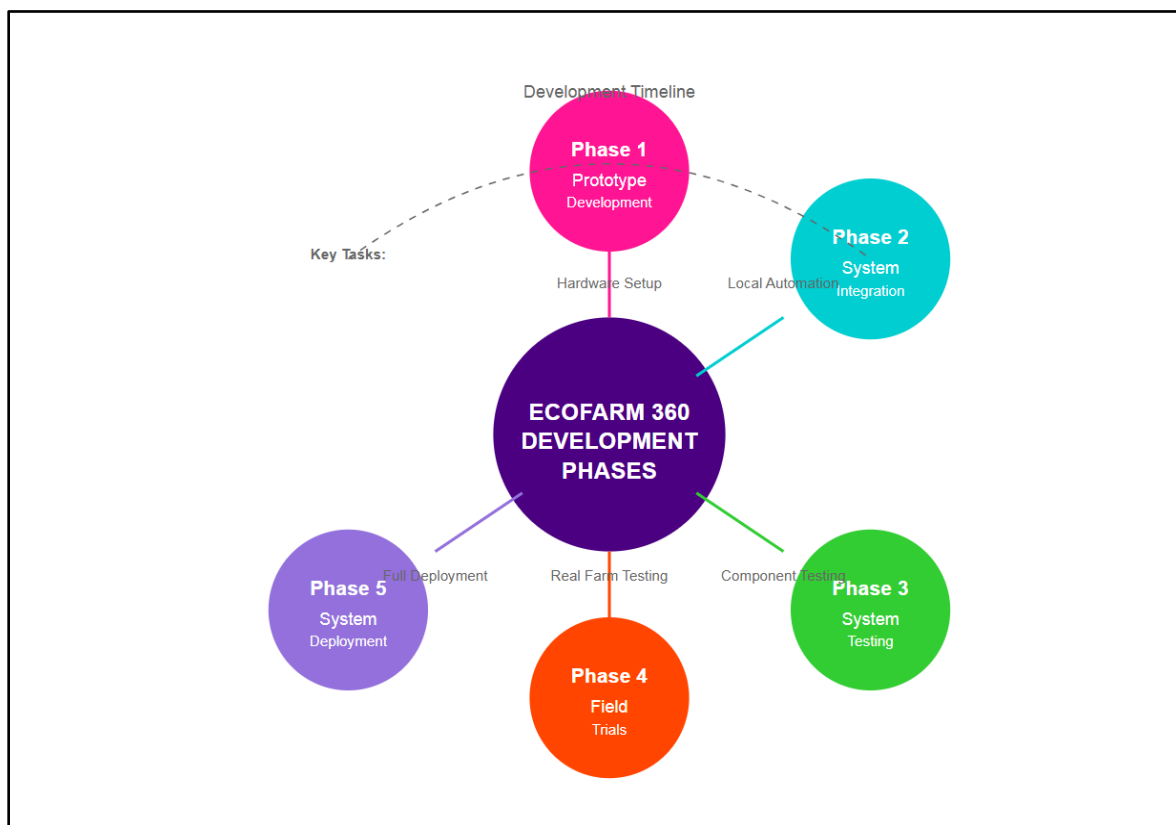 Development Timeline
Phase 1
Prototype
Development
Phase 2
System
Integration
Key Tasks:
Hardware Setup
Local Automation
ECOFARM 360
DEVELOPMENT
PHASES
Full Deployment
Real Farm Testing
Component Testing
Phase 5
System
Deployment
Phase 3
System
Testing
Phase 4
Field
Trials